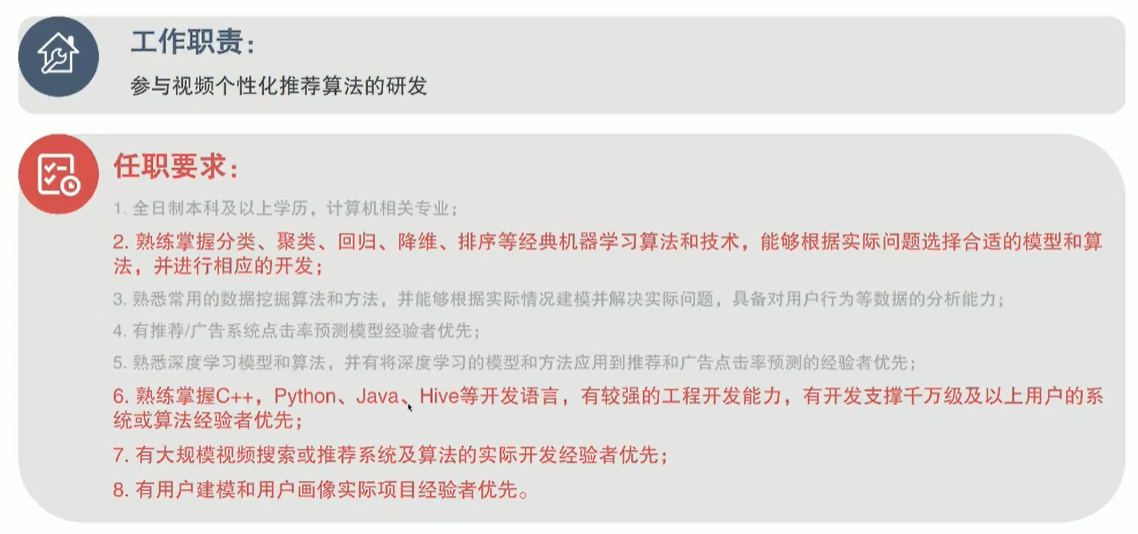 工作职责：
参与视频个性化推荐算法的研发
任职要求：
1. 全日制本科及以上学历，计算机相关专业；
2. 熟练掌握分类、聚类、回归、降维、排序等经典机器学习算法和技术，能够根据实际问题选择合适的模型和算
法，并进行相应的开发；
3. 熟悉常用的数据挖掘算法和方法，并能够根据实际情况建模并解决实际问题，具备对用户行为等数据的分析能力；
4. 有推荐/广告系统点击率预测模型经验者优先；
5. 熟悉深度学习模型和算法，并有将深度学习的模型和方法应用到推荐和广告点击率预测的经验者优先；
6. 熟练掌握C++，Python、Java、Hive等开发语言，有较强的工程开发能力，有开发支撑千万级及以上用户的系
统或算法经验者优先；
7. 有大规模视频搜索或推荐系统及算法的实际开发经验者优先；
8. 有用户建模和用户画像实际项目经验者优先。